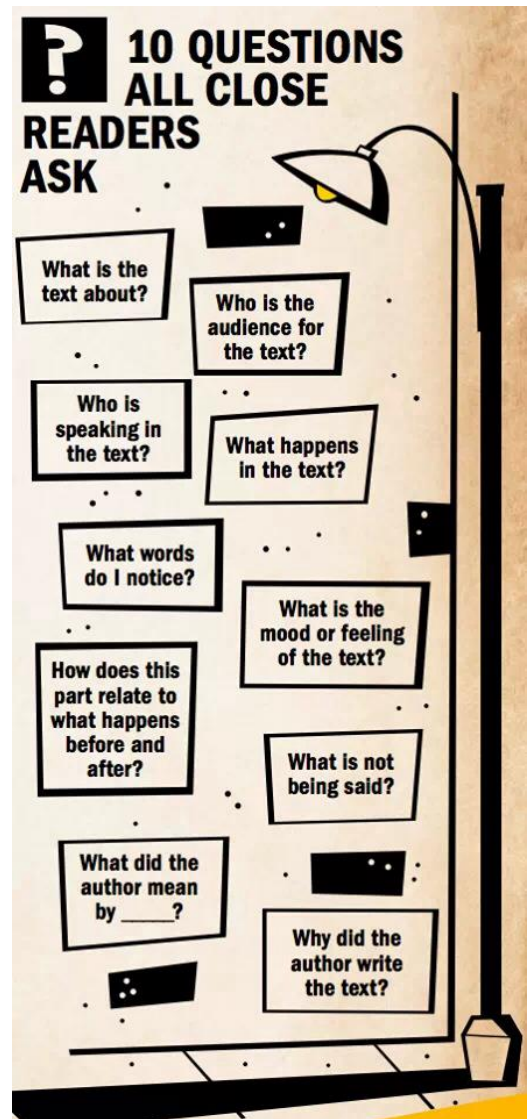 ?
10 QUESTIONS
ALL CLOSE
READERS
ASK
What is the
text about?
Who is the
audience for
the text?
Who is
speaking in
the text?
What happens
in the text?
What words
do I notice?
What is the
mood or feeling
of the text?
How does this
part relate to
what happens
before and
after?
What is not
being said?
What did the
author mean
by _____?
Why did the
author write
the text?